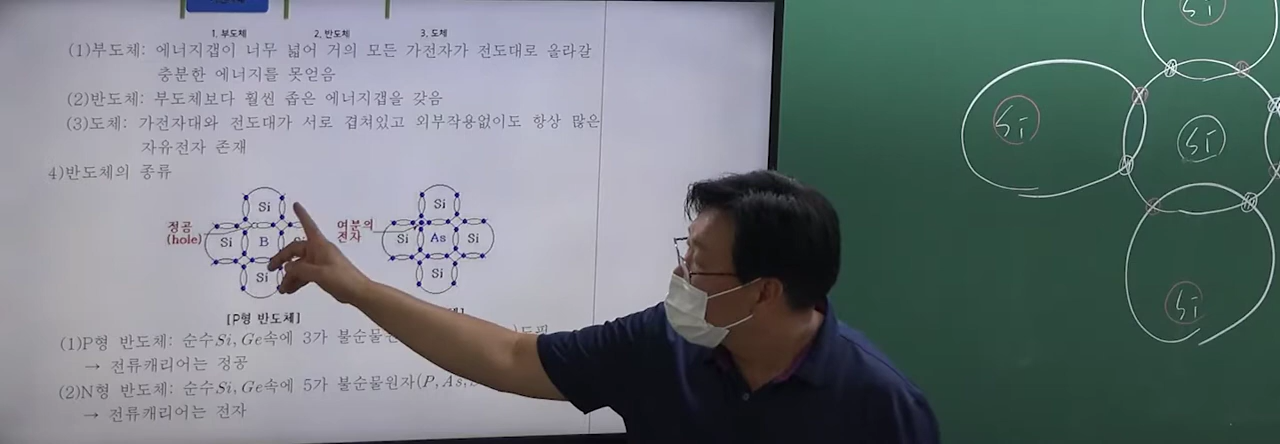 1. 부도체 2. 반도체 3. 도체
(1)부도체: 에너지갭이 너무 넓어 거의 모든 가전자가 전도대로 올라갈
충분한 에너지를 못얻음
(2)반도체: 부도체보다 훨씬 좁은 에너지갭을 갖음
(3)도체: 가전자대와 전도대가 서로 겹쳐있고 외부작용없이도 항상 많은
자유전자 존재
4)반도체의 종류
Si
정공
(hole)
Si B
Si
[P형 반도체]
Si
여분의
전자
Si As Si
Si
(1)P형 반도체: 순수Si, Ge속에 3가 불순물
→ 전류캐리어는 정공
(2)N형 반도체: 순수Si, Ge속에 5가 불순물원자(P, As,
→ 전류캐리어는 전자
Si
Si Si
Si